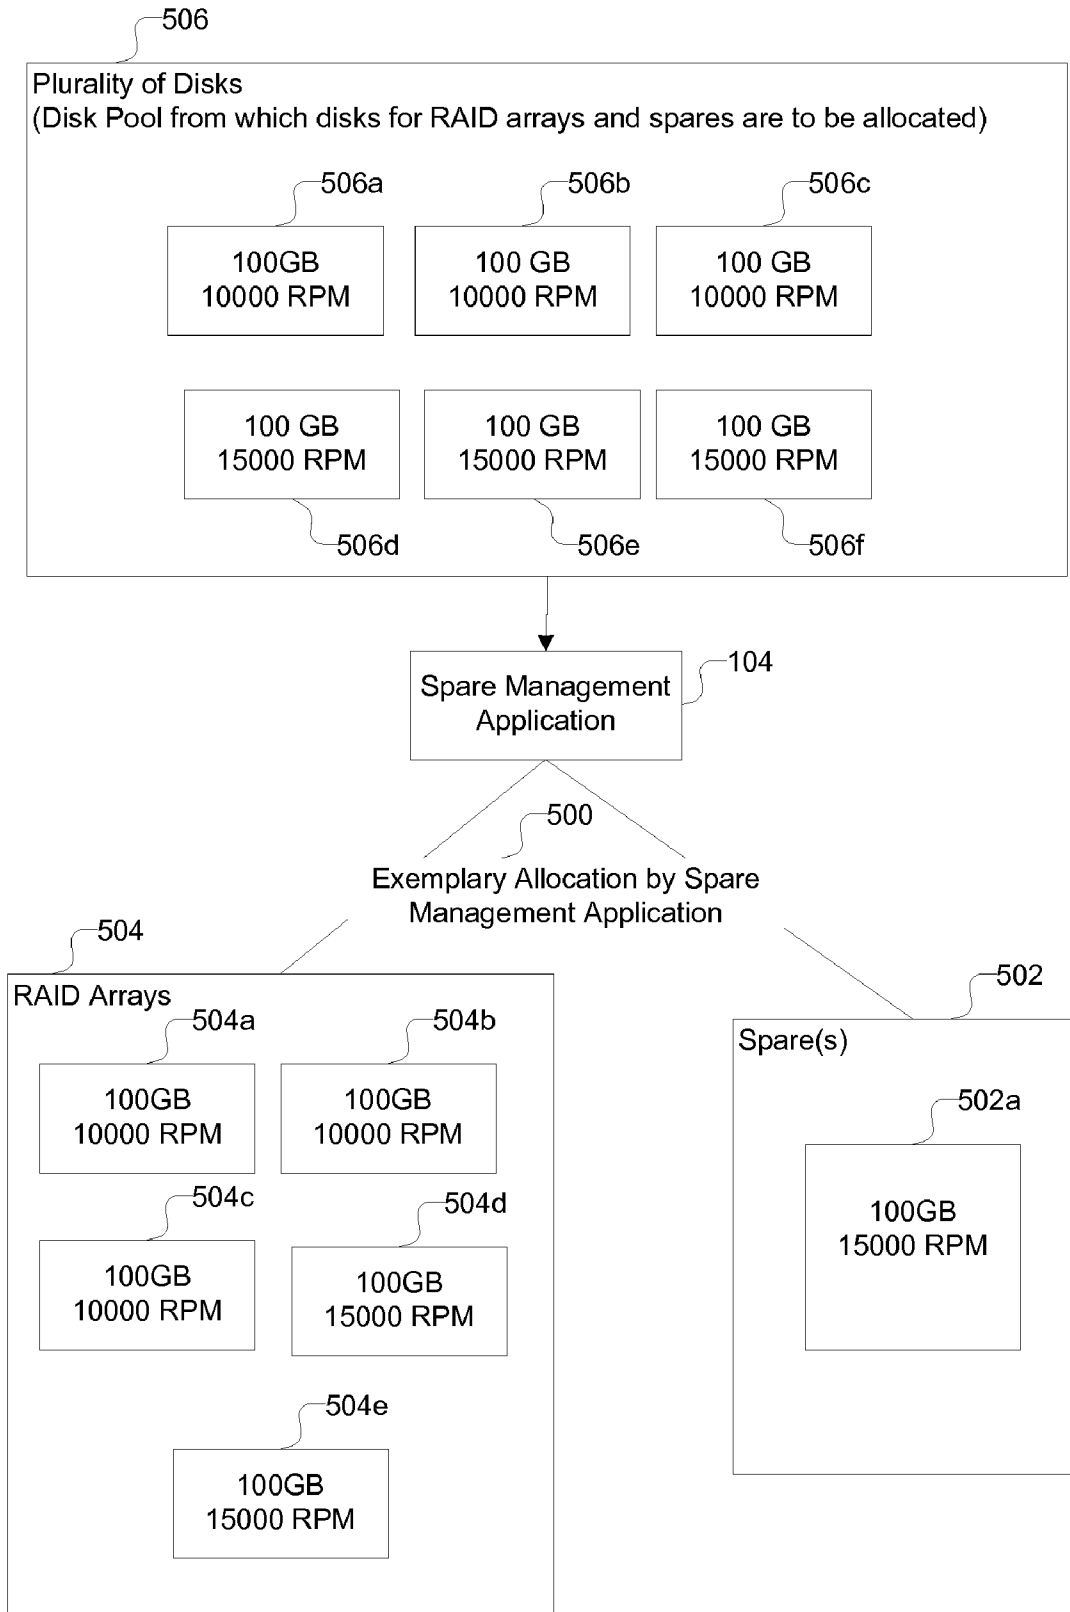 506
Plurality of Disks
(Disk Pool from which disks for RAID arrays and spares are to be allocated)
506a
506b
506c
100GB
10000 RPM
100 GB
10000 RPM
100 GB
10000 RPM
100 GB
15000 RPM
100 GB
15000 RPM
100 GB
15000 RPM
506d
506e
506f
Spare Management
Application
104
500
Exemplary Allocation by Spare
Management Application
504
RAID Arrays
504a
504b
100GB
10000 RPM
100GB
10000 RPM
504c
504d
100GB
10000 RPM
100GB
15000 RPM
504e
100GB
15000 RPM
502
Spare(s)
502a
100GB
15000 RPM